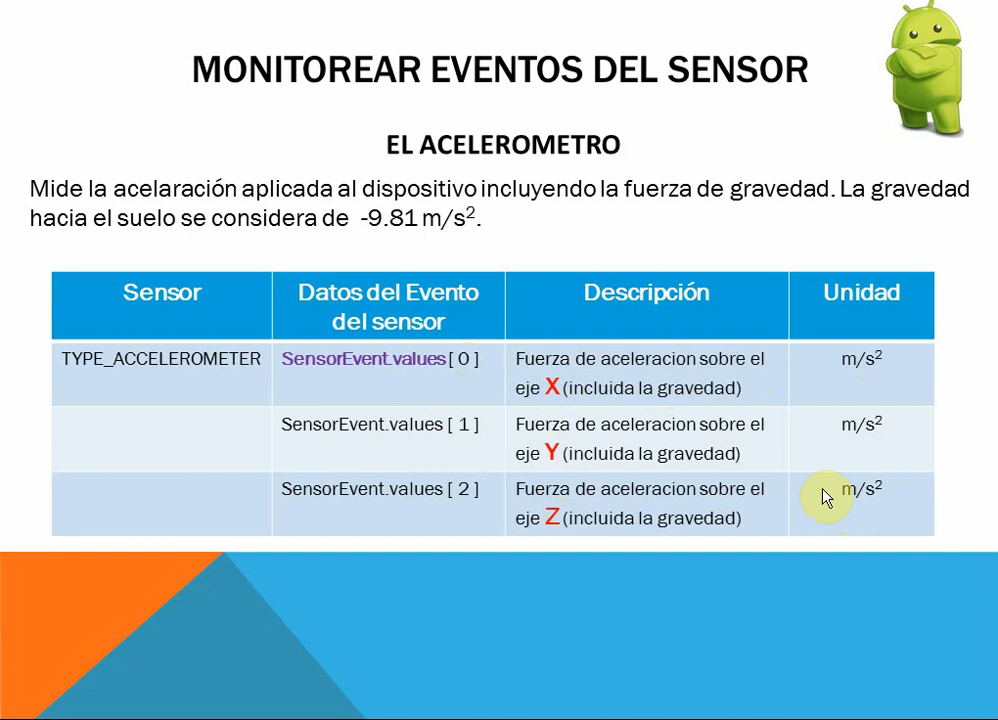 MONITOREAR EVENTOS DEL SENSOR
EL ACELEROMETRO
Mide la acelaración aplicada al dispositivo incluyendo la fuerza de gravedad. La gravedad
hacia el suelo se considera de -9.81 m/s².
Sensor
Datos del Evento
del sensor
Descripción
Unidad
TYPE_ACCELEROMETER
SensorEvent.values [ 0 ]
Fuerza de aceleracion sobre el
eje X (incluida la gravedad)
m/s²
SensorEvent.values [ 1 ]
Fuerza de aceleracion sobre el
eje Y (incluida la gravedad)
m/s²
SensorEvent.values [ 2 ]
Fuerza de aceleracion sobre el
eje Z (incluida la gravedad)
m/s²